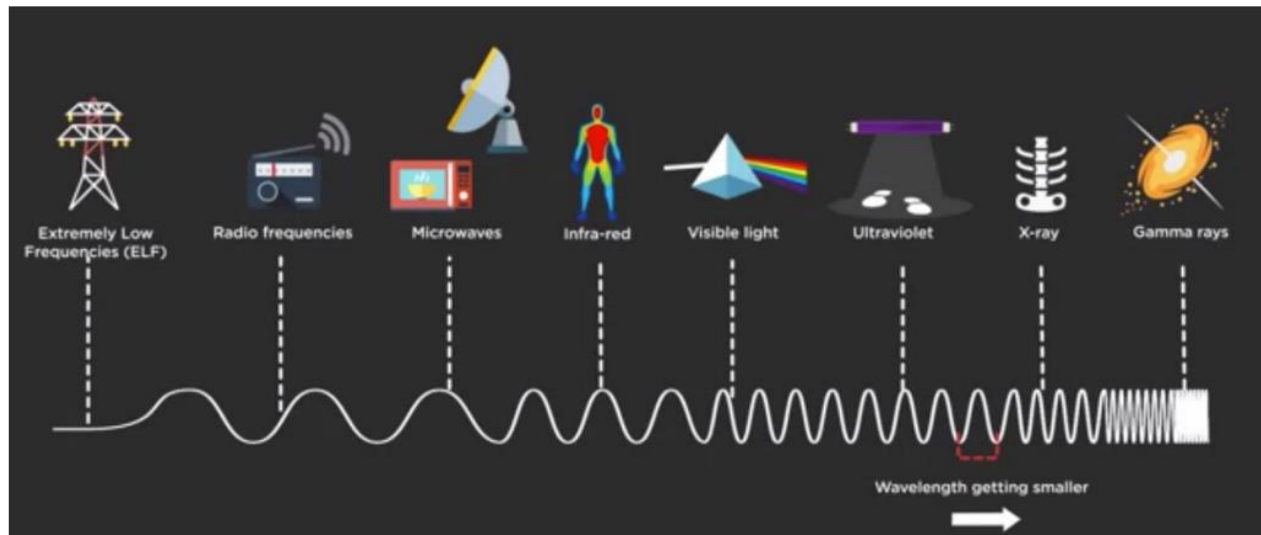 Extremely Low
Frequencies (ELF)
Radio frequencies
Microwaves
Infra-red
Visible light
Ultraviolet
X-ray
Gamma rays
Wavelength getting smaller